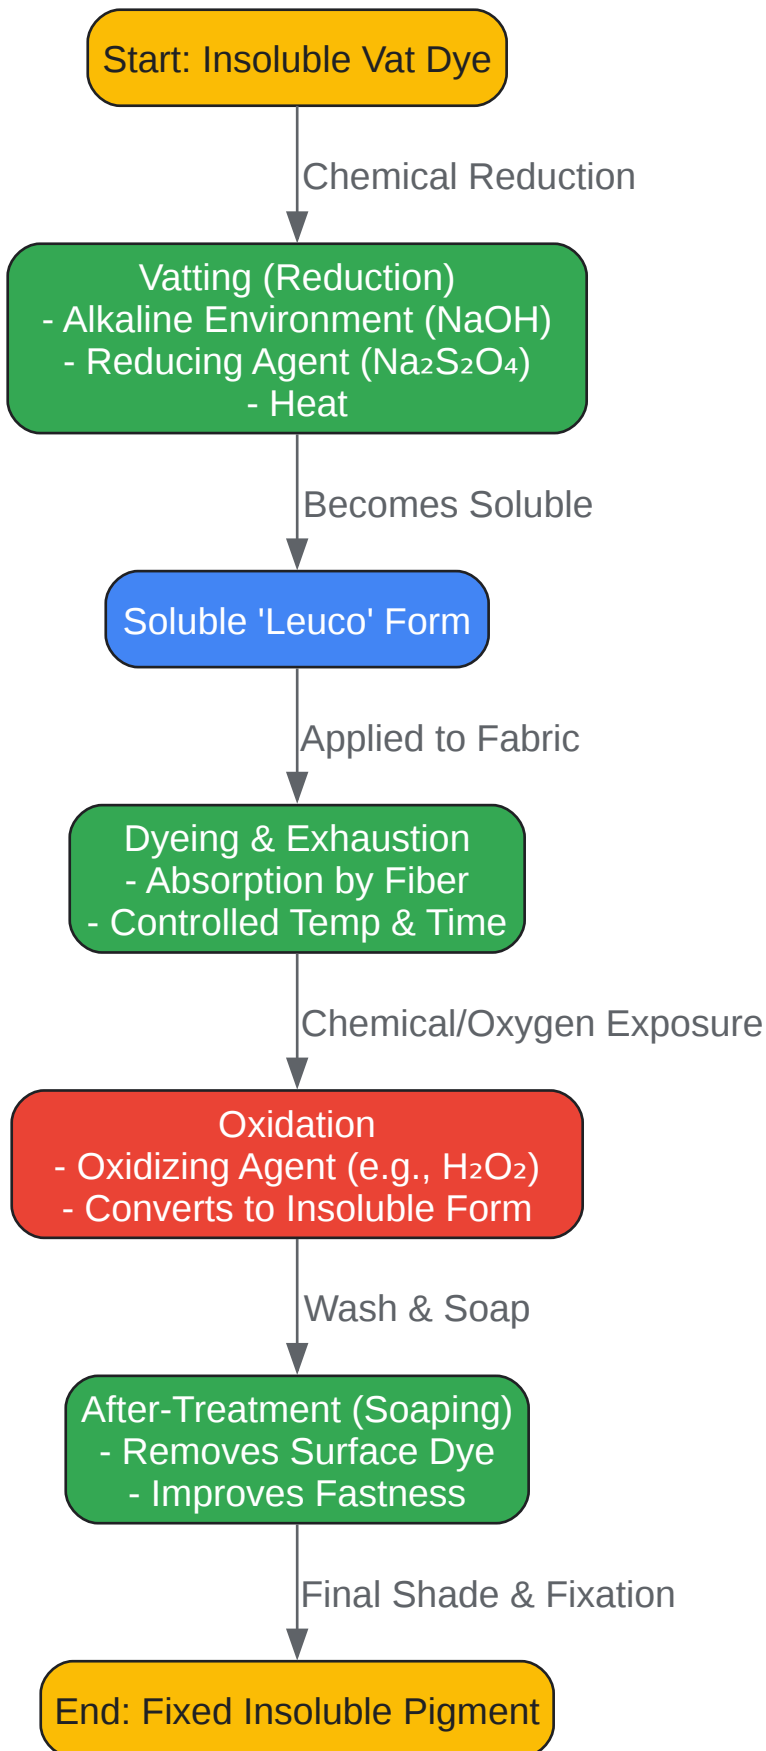 Start: Insoluble Vat Dye
Chemical Reduction
Vatting (Reduction)
- Alkaline Environment (NaOH)
- Reducing Agent (Na₂S₂O₄)
- Heat
Becomes Soluble
Soluble 'Leuco' Form
Applied to Fabric
Dyeing & Exhaustion
- Absorption by Fiber
- Controlled Temp & Time
Chemical/Oxygen Exposure
Oxidation
- Oxidizing Agent (e.g., H₂O₂)
- Converts to Insoluble Form
Wash & Soap
After-Treatment (Soaping)
- Removes Surface Dye
- Improves Fastness
Final Shade & Fixation
End: Fixed Insoluble Pigment